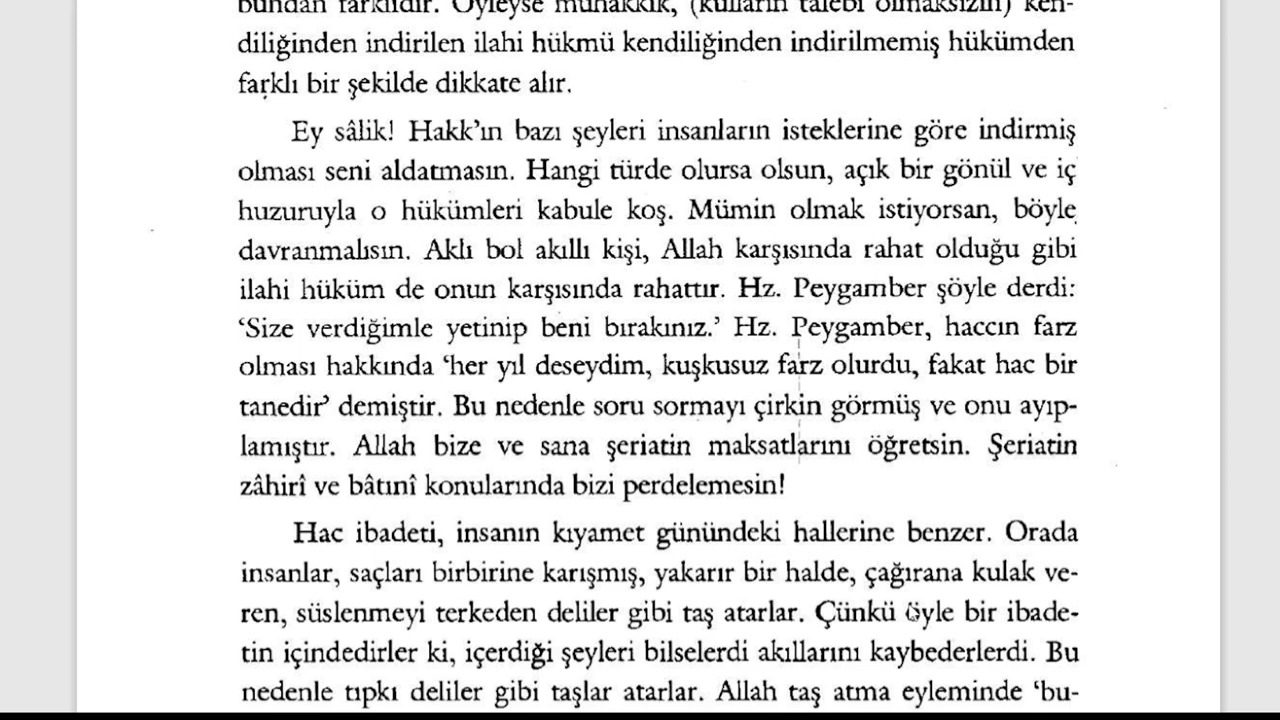 bundan farklıdır. Öyleyse muhakkik, (kulların talebi olmaksızın) ken-
diliğinden indirilen ilahi hükmü kendiliğinden indirilmemiş hükümden
farklı bir şekilde dikkate alır.
Ey sâlik! Hakk’ın bazı şeyleri insanların isteklerine göre indirmiş
olması seni aldatmasın. Hangi türde olursa olsun, açık bir gönül ve iç
huzuruyla o hükümleri kabule koş. Mümin olmak istiyorsan, böyle
davranmalısın. Aklı bol akıllı kişi, Allah karşısında rahat olduğu gibi
ilahi hüküm de onun karşısında rahattır. Hz. Peygamber şöyle derdi:
‘Size verdiğimle yetinip beni bırakınız.’ Hz. Peygamber, haccın farz
olması hakkında ‘her yıl deseydim, kuşkusuz farz olurdu, fakat hac bir
tanedir’ demiştir. Bu nedenle soru sormayı çirkin görmüş ve onu ayıp-
lamıştır. Allah bize ve sana şeriatin maksatlarını öğretsin. Şeriatin
zâhirî ve bâtınî konularında bizi perdelemesin!
Hac ibadeti, insanın kıyamet günündeki hallerine benzer. Orada
insanlar, saçları birbirine karışmış, yakarır bir halde, çağırana kulak ve-
ren, süslenmeyi terkeden deliler gibi taş atarlar. Çünkü öyle bir ibade-
tin içindedirler ki, içerdiği şeyleri bilselerdi akıllarını kaybederlerdi. Bu
nedenle tıpkı deliler gibi taşlar atarlar. Allah taş atma eyleminde ‘bu-